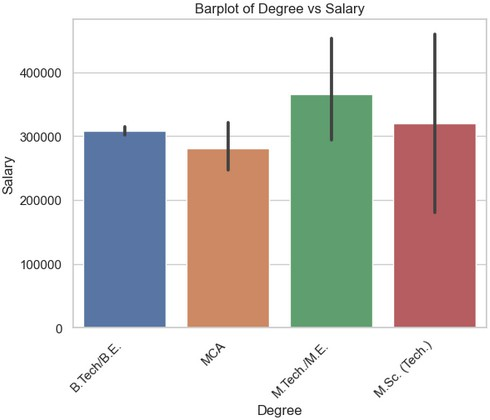 Barplot of Degree vs Salary
Salary
400000
300000
200000
100000
0
B.Tech/B.E.
MCA
M.Tech./M.E.
M.Sc. (Tech.)
Degree